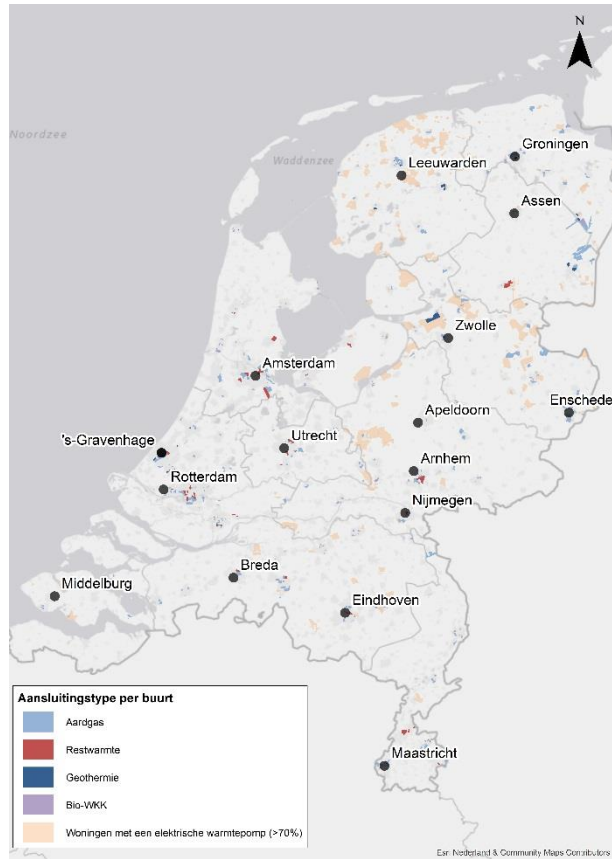 N
Noordzee
Waddenzee
Groningen
Leeuwarden
Assen
Zwolle
Amsterdam
Enschede
Apeldoorn
's-Gravenhage
Utrecht
Arnhem
Rotterdam
Nijmegen
Breda
Middelburg
Eindhoven
Aansluitingstype per buurt
Aardgas
Restwarmte
Geothermie
Bio-WKK
Woningen met een elektrische warmtepomp (>70%)
Maastricht
Esri Nederland & Community Maps Contributors